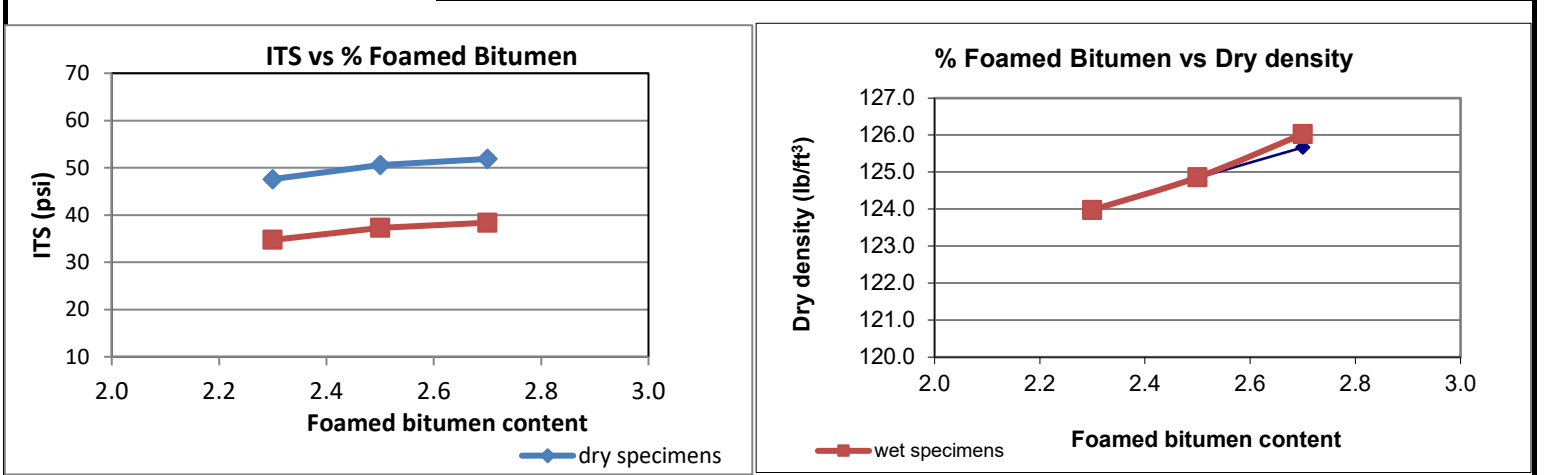 ITS vs % Foamed Bitumen
70
60
50
40
30
20
10
ITS (psi)
2.0 2.2 2.4 2.6 2.8 3.0
Foamed bitumen content
dry specimens
% Foamed Bitumen vs Dry density
127.0
126.0
125.0
124.0
123.0
122.0
121.0
120.0
Dry density (lb/ft³)
2.0 2.2 2.4 2.6 2.8 3.0
Foamed bitumen content
wet specimens